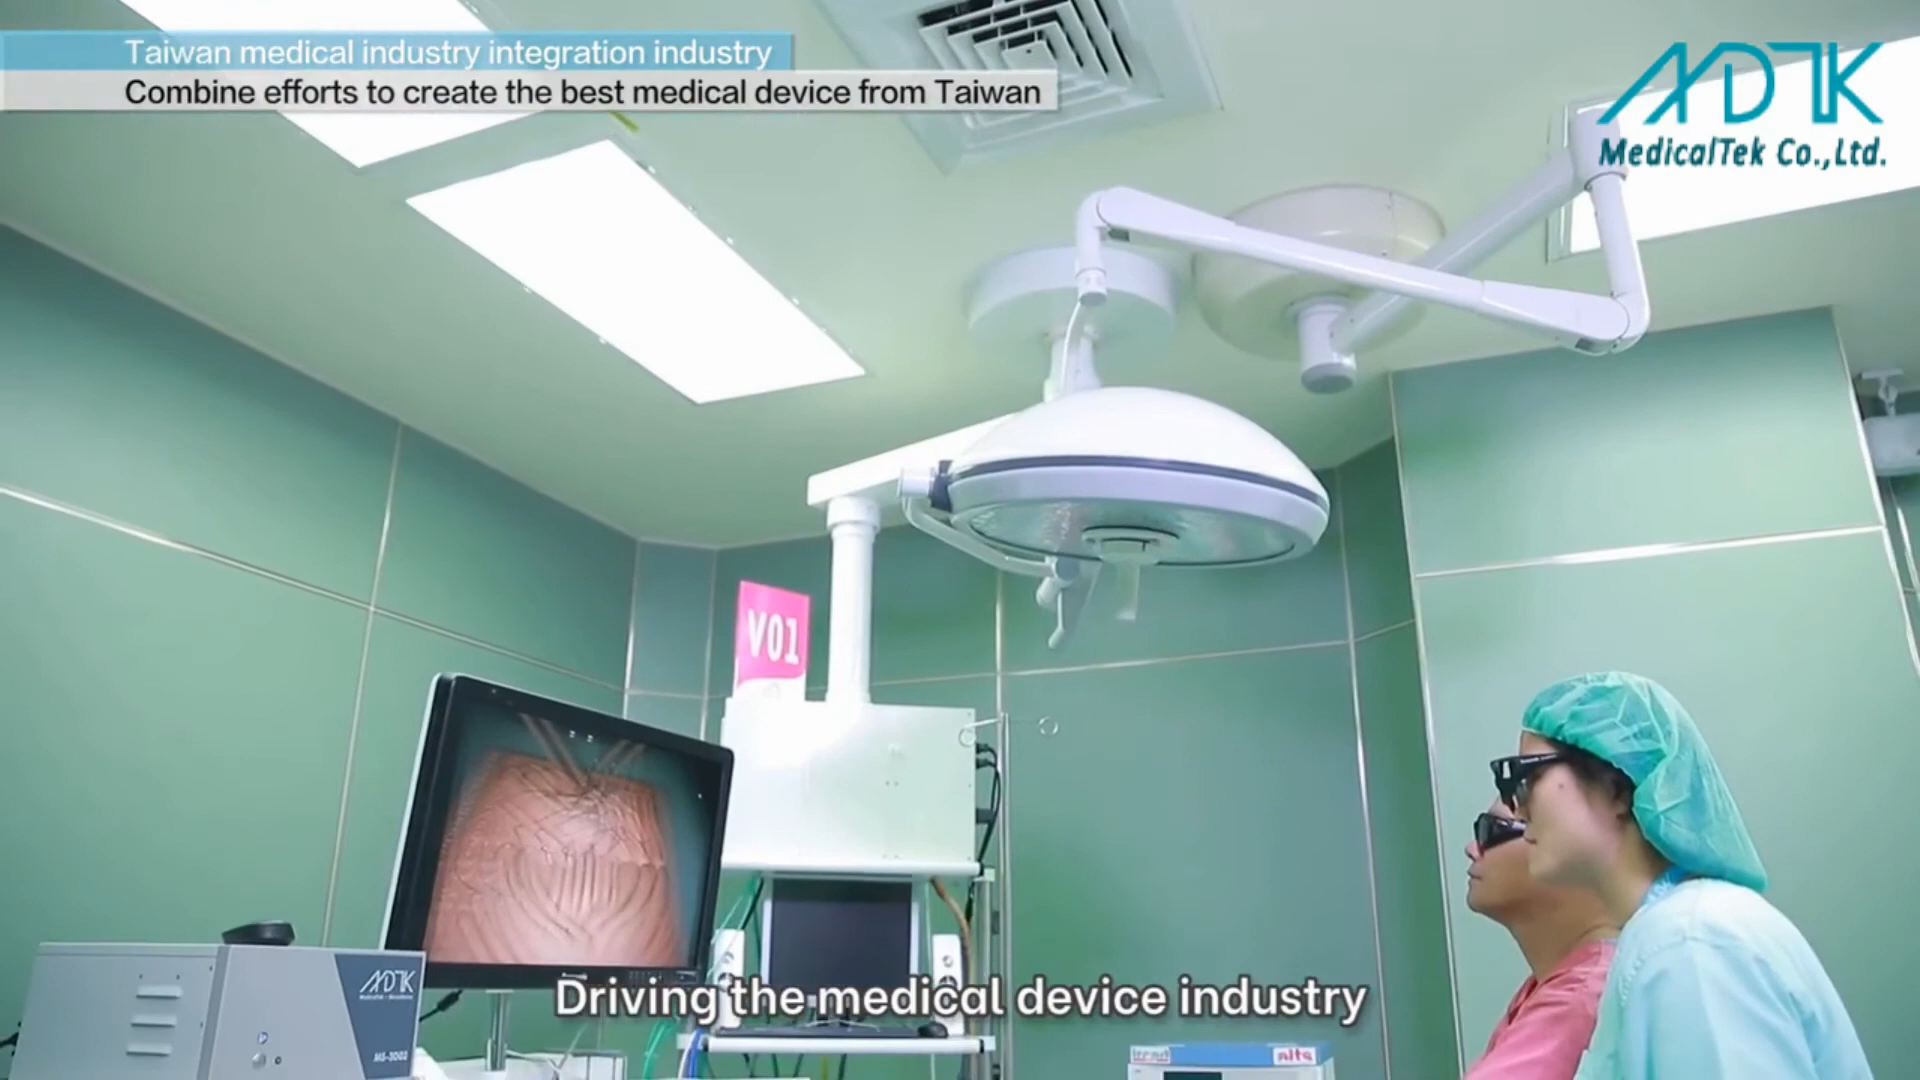 Taiwan medical industry integration industry
Combine efforts to create the best medical device from Taiwan
MDTK
MedicalTek Co.,Ltd.
V01
MDTK
Driving the medical device industry